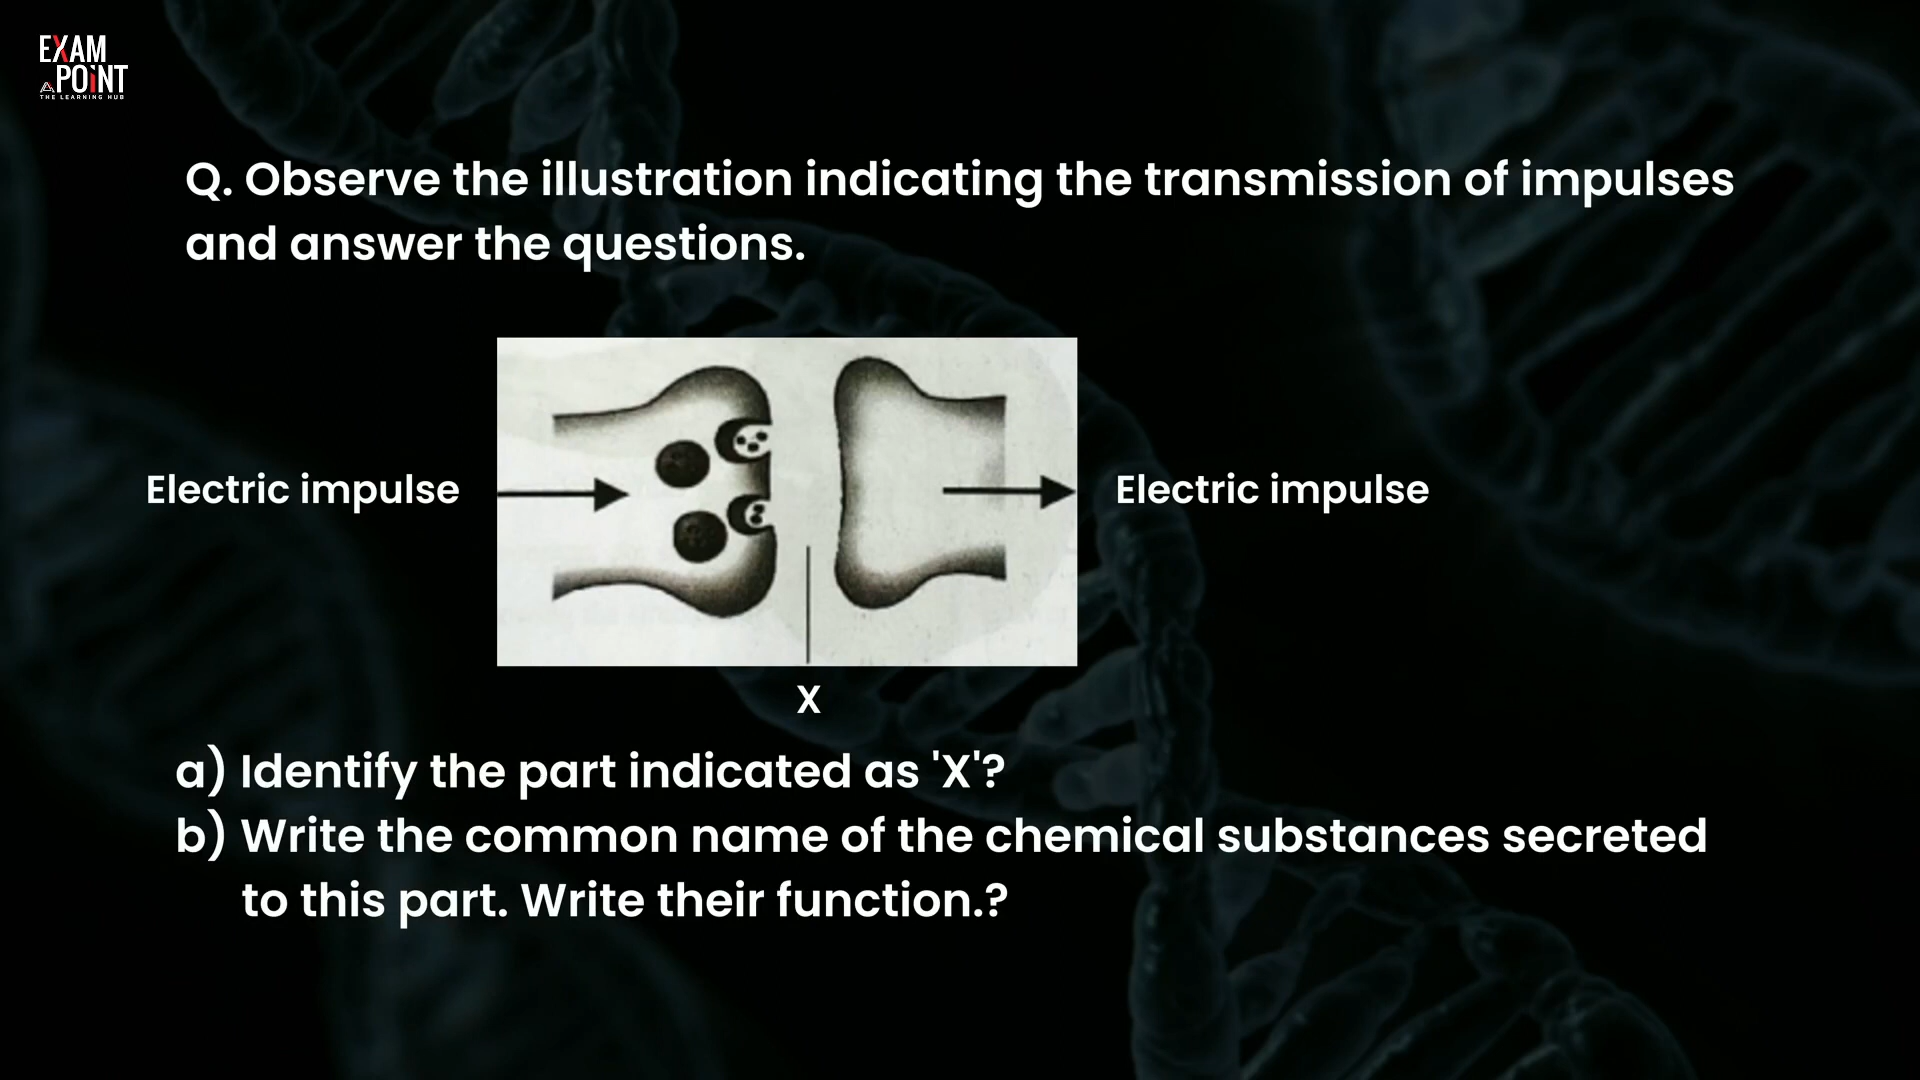 EXAM
POINT
THE LEARNING HUB
Q. Observe the illustration indicating the transmission of impulses
and answer the questions.
Electric impulse
Electric impulse
X
a) Identify the part indicated as 'X'?
b) Write the common name of the chemical substances secreted
to this part. Write their function.?